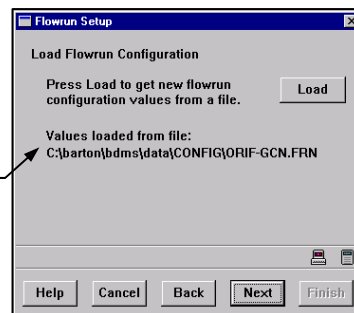 Flowrun Setup
Load Flowrun Configuration
Press Load to get new flowrun
configuration values from a file.
Load
Values loaded from file:
C:\barton\bdms\data\CONFIG\ORIF-GCN.FRN
Help Cancel Back Next Finish